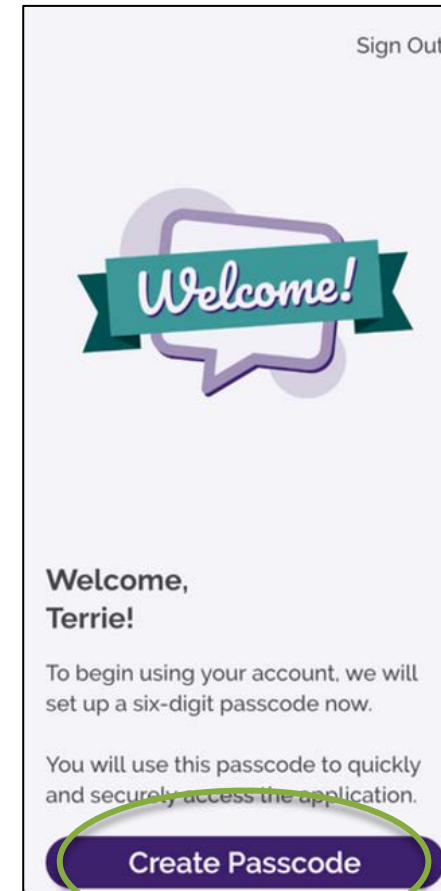 Sign Out
Welcome!
Welcome,
Terrie!
To begin using your account, we will
set up a six-digit passcode now.
You will use this passcode to quickly
and securely access the application.
Create Passcode